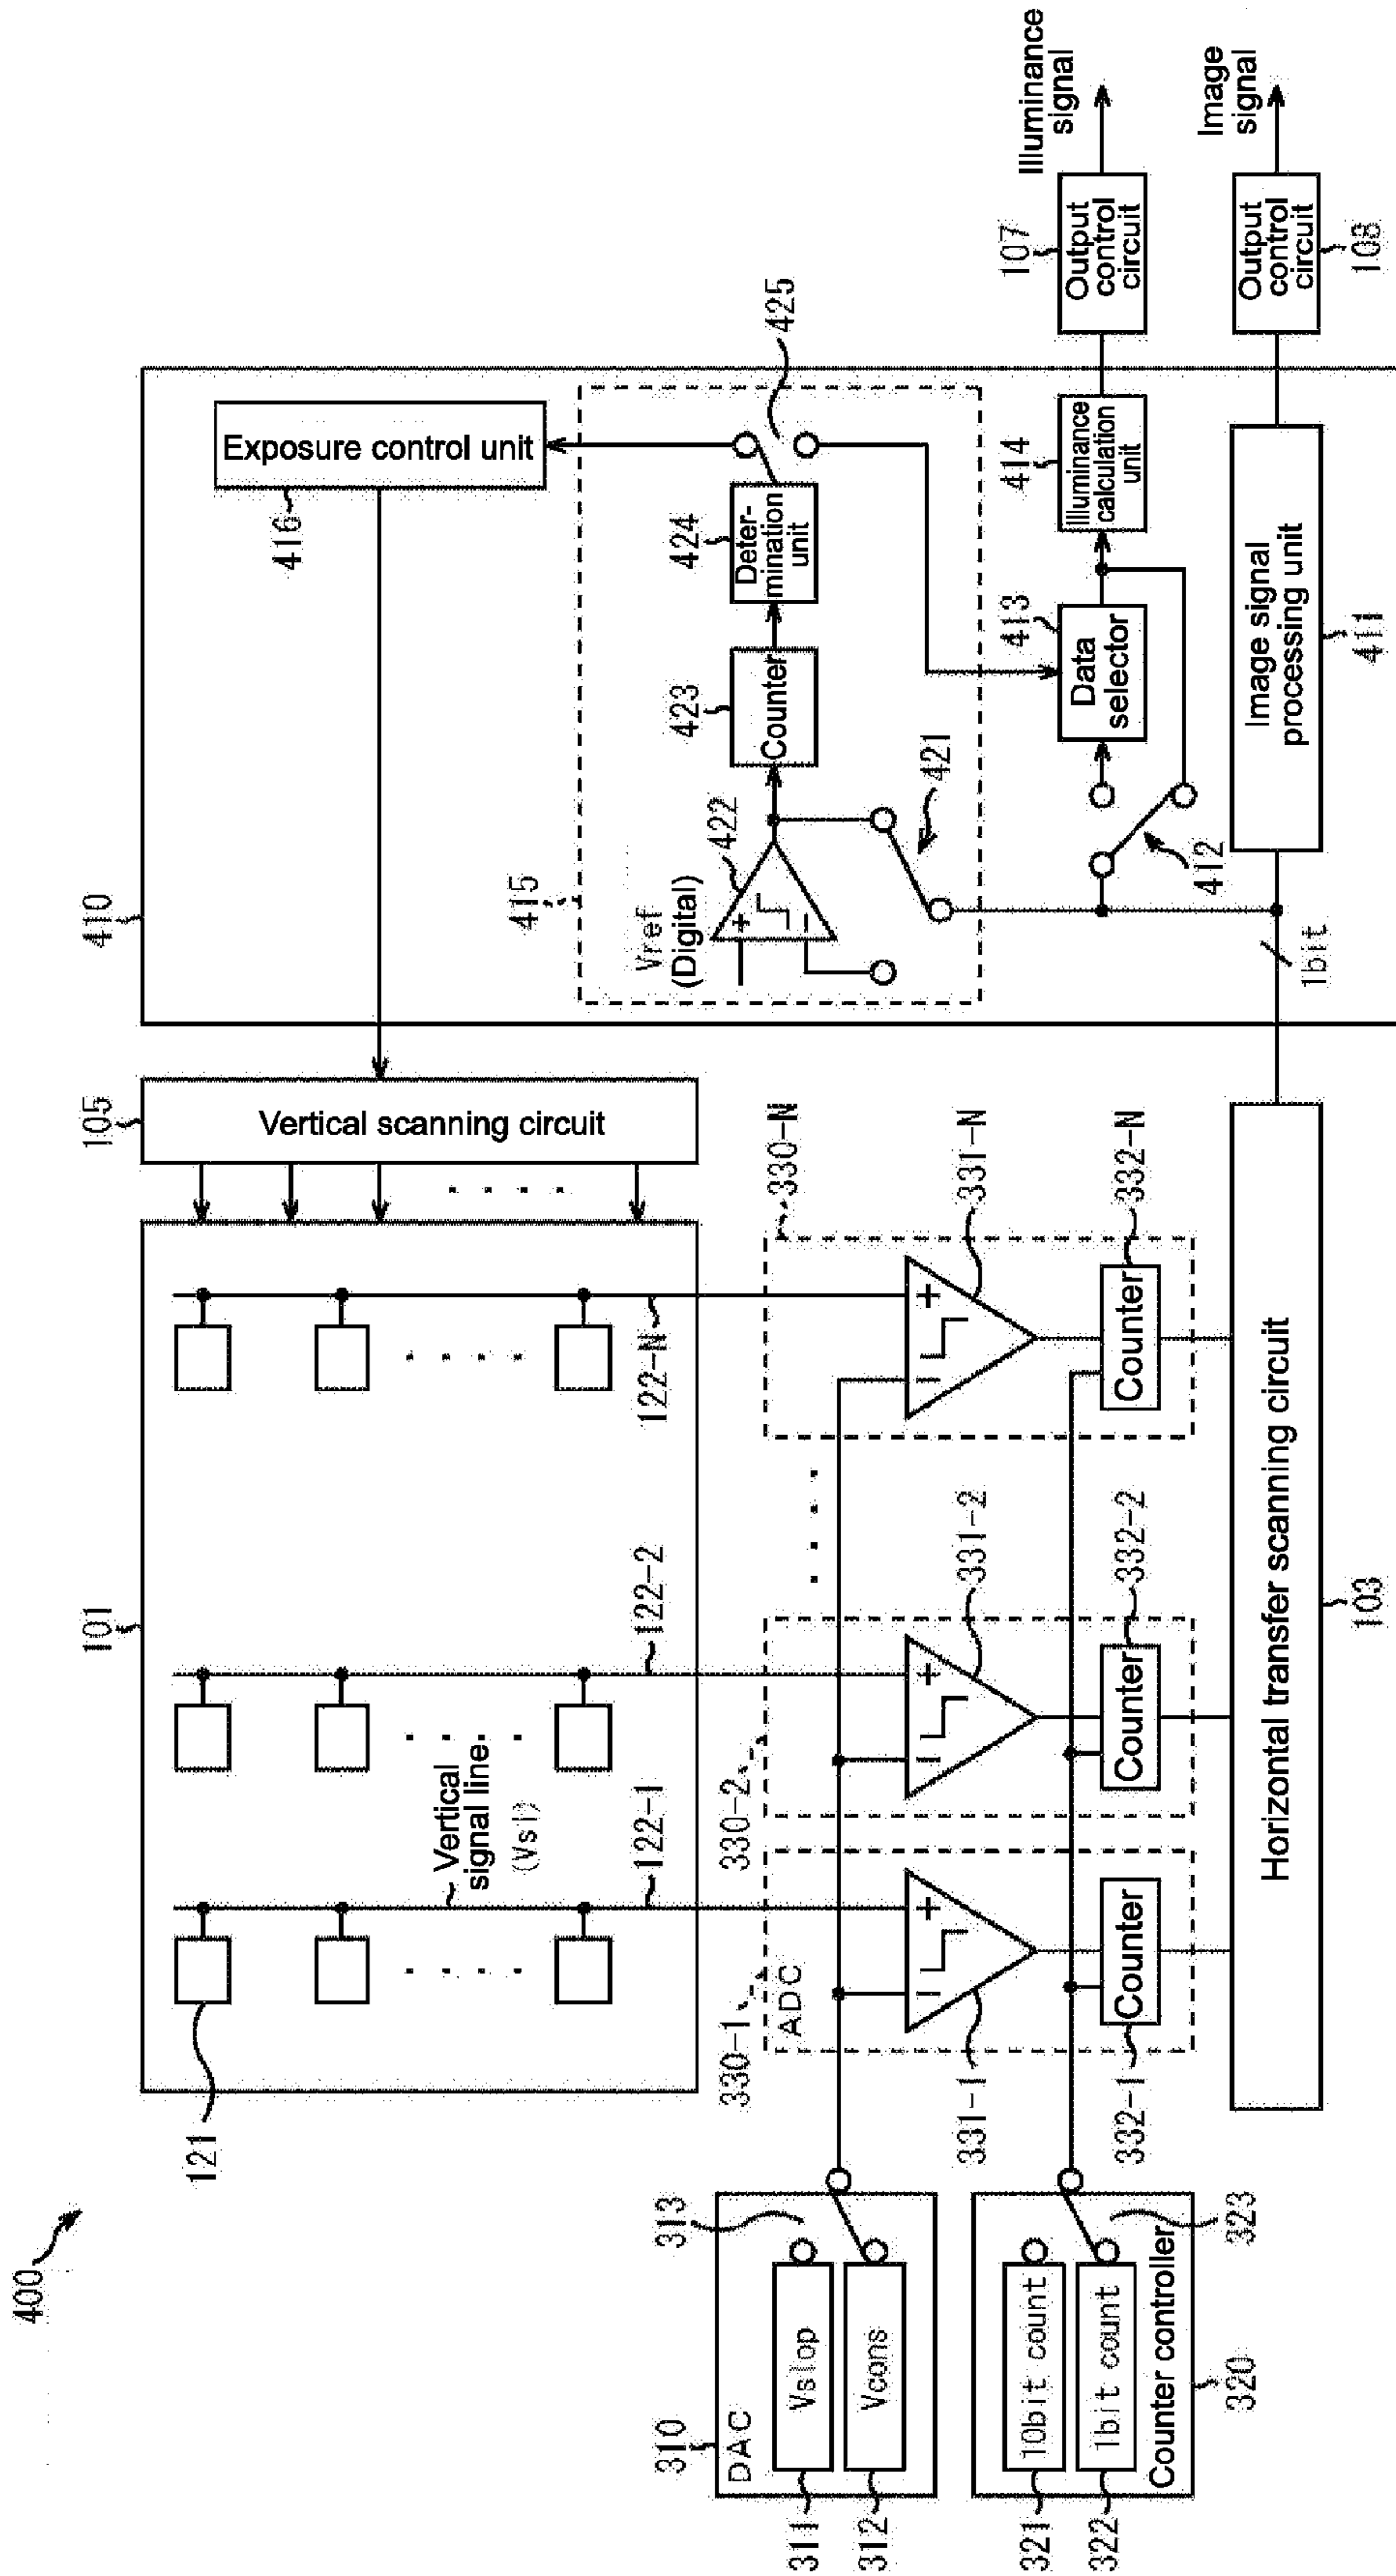 400
101
105
410
121
Vertical
signal line
(Vsl)
122-1
122-2
122-N
Vertical scanning circuit
Exposure control unit
416
415
Vref
(Digital)
422
+
−
423
Counter
424
Deter-
mination
unit
425
421
310
DAC
311
Vslop
312
Vcons
313
330-1
ADC
330-2
330-N
−
+
−
+
−
+
331-1
331-2
331-N
320
321
10bit count
322
1bit count
323
Counter controller
332-1
Counter
332-2
Counter
332-N
Counter
Horizontal transfer scanning circuit
103
1bit
412
413
Data
selector
414
Illuminance
calculation
unit
107
Output
control
circuit
Illuminance
signal
Image signal
processing unit
411
Output
control
circuit
108
Image
signal